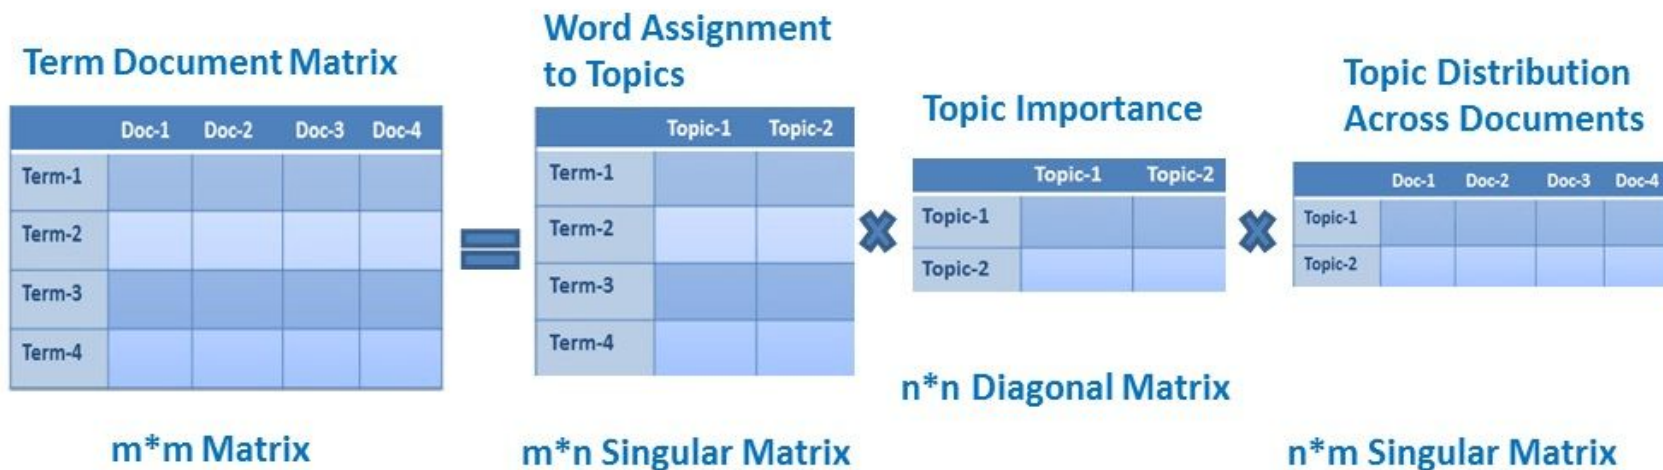 Term Document Matrix
Doc-1 Doc-2 Doc-3 Doc-4
Term-1
Term-2
Term-3
Term-4
m*m Matrix
Word Assignment
to Topics
Topic-1 Topic-2
Term-1
Term-2
Term-3
Term-4
m*n Singular Matrix
Topic Importance
Topic-1 Topic-2
Topic-1
Topic-2
n*n Diagonal Matrix
Topic Distribution
Across Documents
Doc-1 Doc-2 Doc-3 Doc-4
Topic-1
Topic-2
n*m Singular Matrix